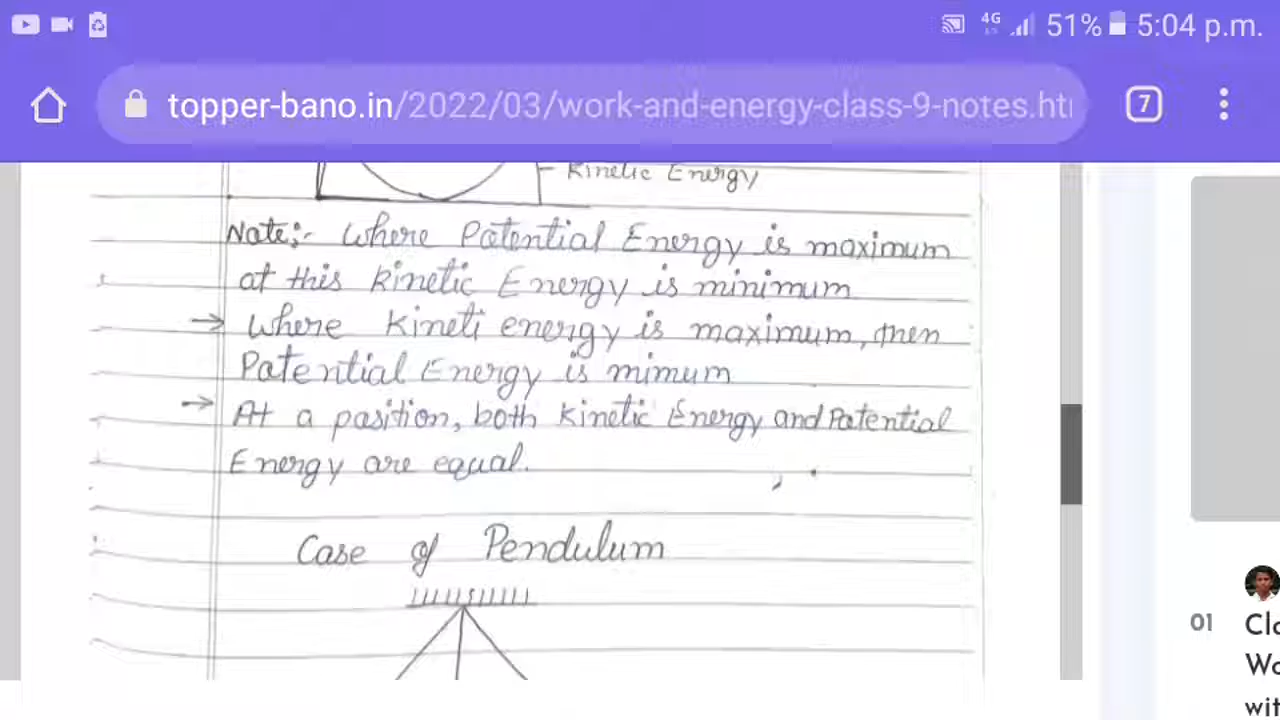 4G 51% 5:04 p.m.
topper-bano.in/2022/03/work-and-energy-class-9-notes.ht
7
Kinetic Energy
Note:- Where Potential Energy is maximum
at this Kinetic Energy is minimum
→ Where Kineti energy is maximum, then
Potential Energy is mimum
→ At a position, both Kinetic Energy and Potential
Energy are equal.
Case of Pendulum
01
Cla
Wo
wit